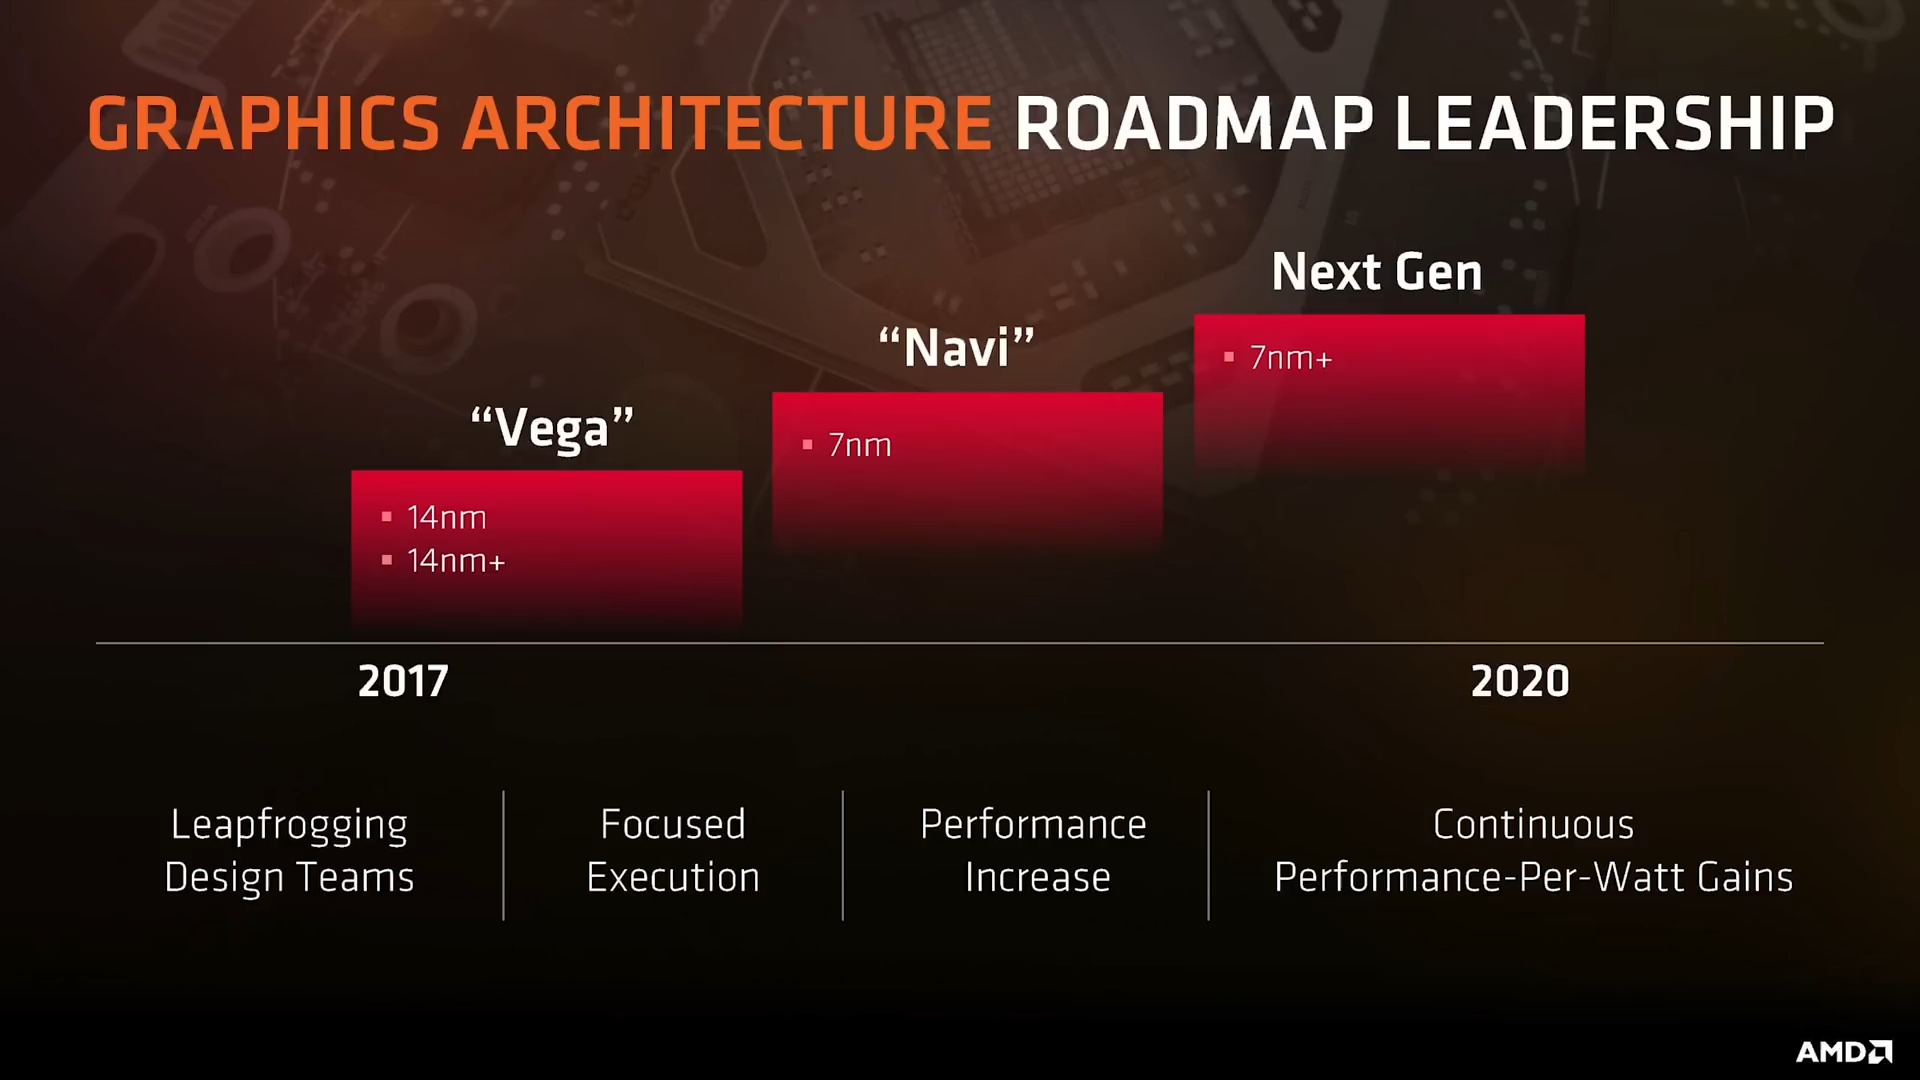 GRAPHICS ARCHITECTURE ROADMAP LEADERSHIP
Next Gen
7nm+
“Navi”
7nm
“Vega”
14nm
14nm+
2017
2020
Leapfrogging
Design Teams
Focused
Execution
Performance
Increase
Continuous
Performance-Per-Watt Gains
AMD